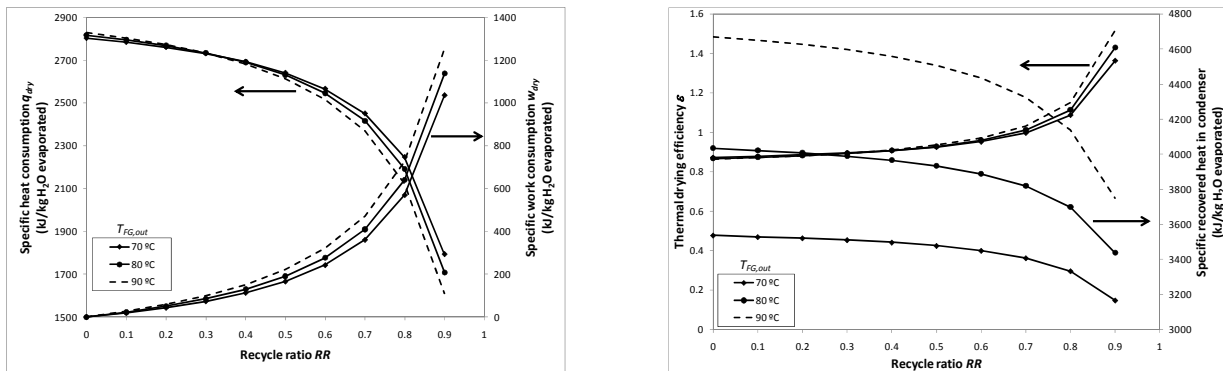 Specific heat consumption qdry
(kJ/kg H2O evaporated)
2900
2700
2500
2300
2100
1900
1700
1500
1400
1200
1000
800
600
400
200
0
Specific work consumption wdry
(kJ/kg H2O evaporated)
TFG,out
70 ºC
80 ºC
90 ºC
0 0.1 0.2 0.3 0.4 0.5 0.6 0.7 0.8 0.9 1
Recycle ratio RR
Thermal drying efficiency ε
1.6
1.4
1.2
1
0.8
0.6
0.4
0.2
0
4800
4600
4400
4200
4000
3800
3600
3400
3200
3000
Specific recovered heat in condenser
(kJ/kg H2O evaporated)
TFG,out
70 ºC
80 ºC
90 ºC
0 0.1 0.2 0.3 0.4 0.5 0.6 0.7 0.8 0.9 1
Recycle ratio RR